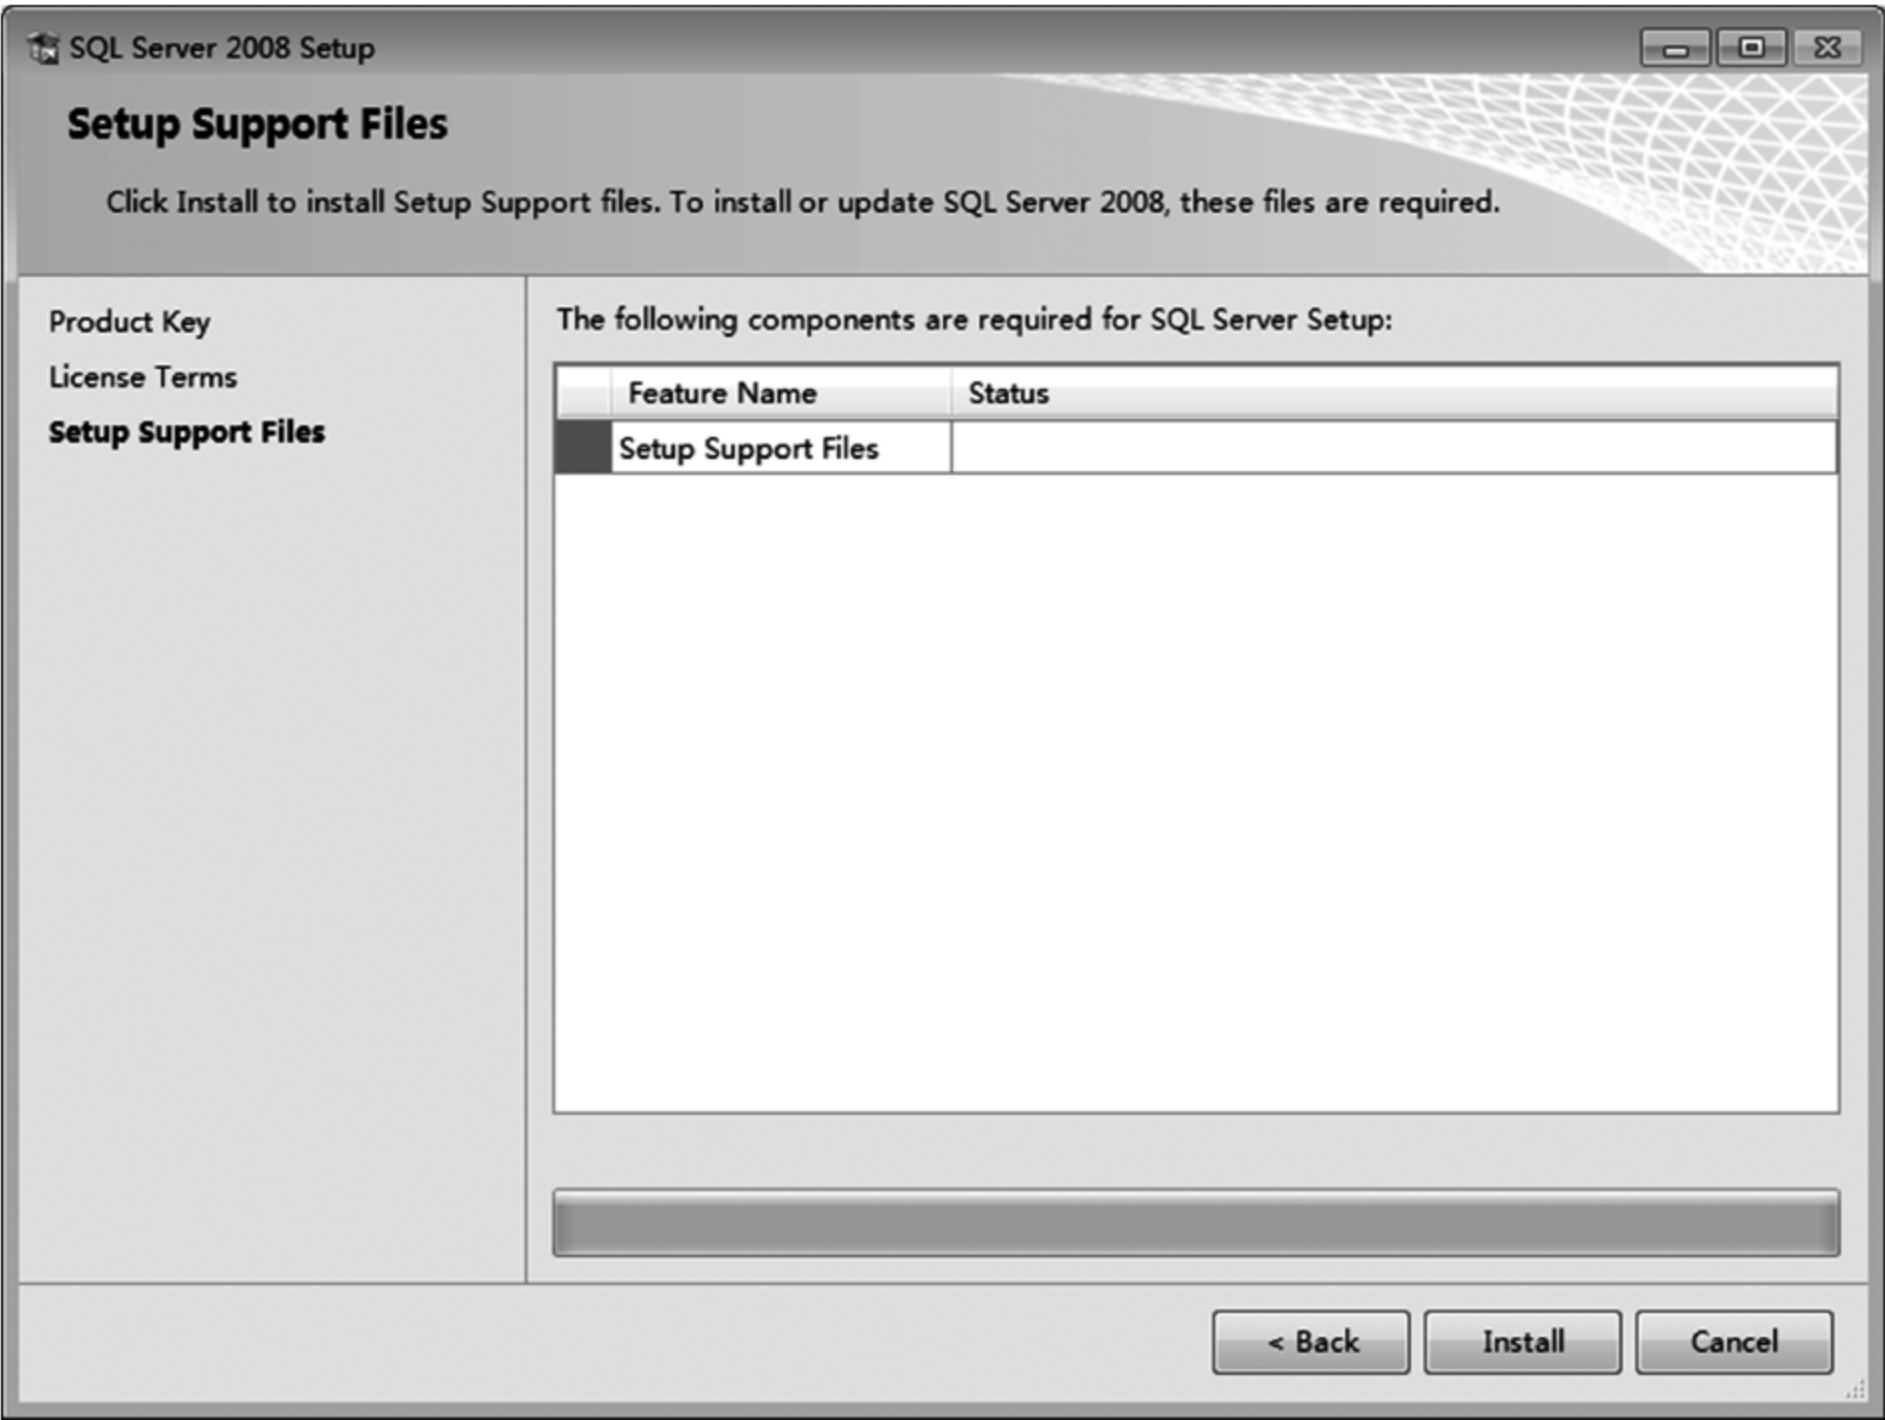 SQL Server 2008 Setup
Setup Support Files
Click Install to install Setup Support files. To install or update SQL Server 2008, these files are required.
Product Key
License Terms
Setup Support Files
The following components are required for SQL Server Setup:
Feature Name Status
Setup Support Files
< Back Install Cancel